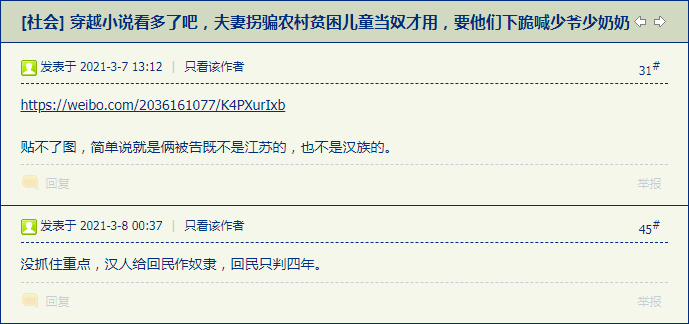 [社会] 穿越小说看多了吧，夫妻拐骗农村贫困儿童当奴才用，要他们下跪喊少爷少奶奶
发表于 2021-3-7 13:12 | 只看该作者 31#
https://weibo.com/2036161077/K4PXurIxb
贴不了图，简单说就是俩被告既不是江苏的，也不是汉族的。
回复 举报
发表于 2021-3-8 00:37 | 只看该作者 45#
没抓住重点，汉人给回民作奴隶，回民只判四年。
回复 举报